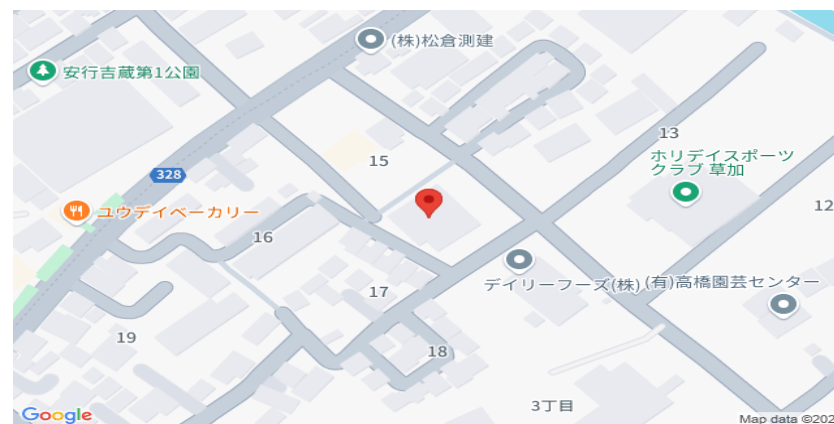 (株)松倉測建
安行吉蔵第1公園
13
15
ホリデイスポーツ
クラブ 草加
328
12
ユウデイベーカリー
16
デイリーフーズ(株)
(有)高橋園芸センター
17
19
18
3丁目
Google
Map data ©202